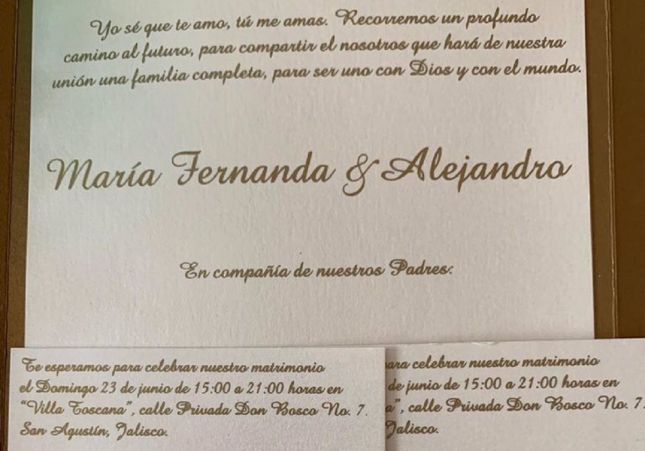 Yo sé que te amo, tú me amas. Recorremos un profundo
camino al futuro, para compartir el nosotros que hará de nuestra
unión una familia completa, para ser uno con Dios y con el mundo.
María Fernanda & Alejandro
En compañía de nuestros Padres:
Te esperamos para celebrar nuestro matrimonio
el Domingo 23 de junio de 15:00 a 21:00 horas en
"Villa Toscana", calle Privada Don Bosco No. 7.
San Agustín, Jalisco.
celebrar nuestro matrimonio
de junio de 15:00 a 21:00 horas en
a", calle Privada Don Bosco No. 7.
Jalisco.